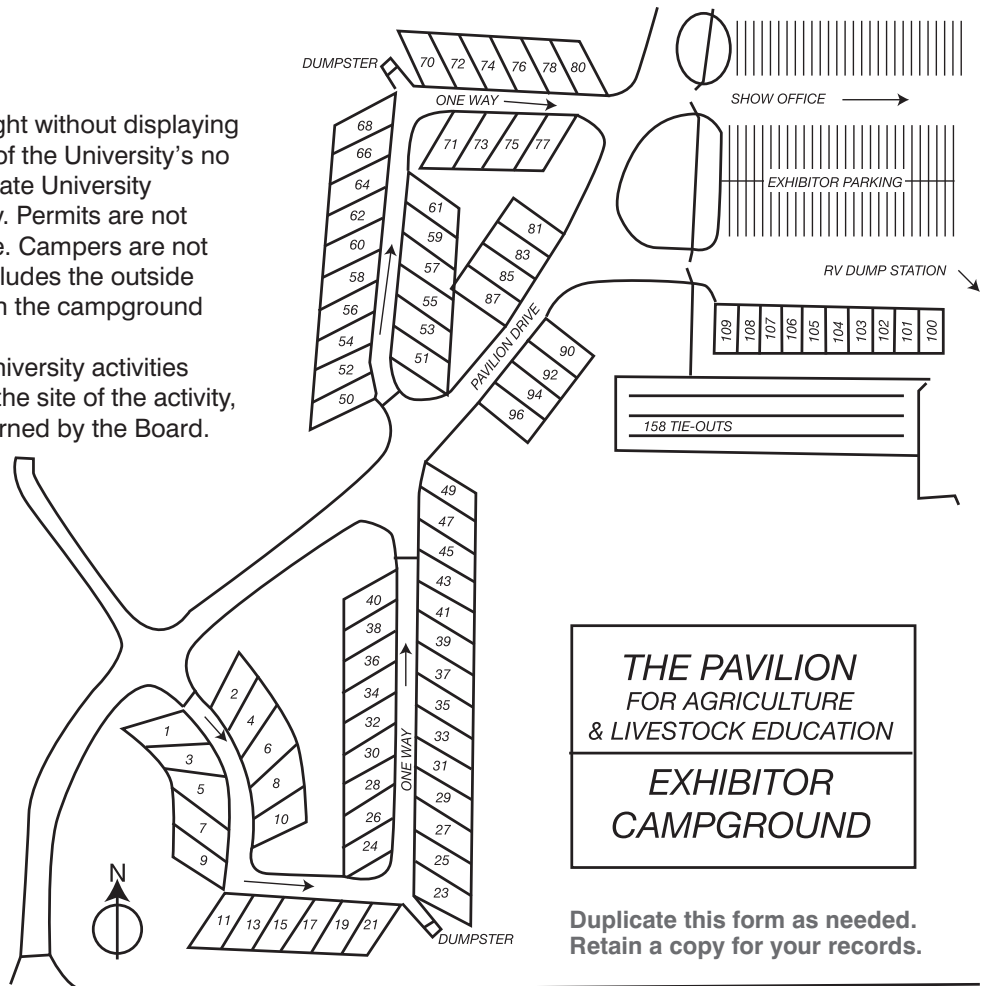 ght without displaying
of the University's no
ate University
y. Permits are not
e. Campers are not
cludes the outside
n the campground
niversity activities
the site of the activity,
rned by the Board.
DUMPSTER
70 72 74 76 78 80
ONE WAY
SHOW OFFICE
71 73 75 77
EXHIBITOR PARKING
68
66
64
62
60
58
56
54
52
50
61
59
57
55
53
51
81
83
85
87
PAVILION DRIVE
90
92
94
96
RV DUMP STATION
109 108 107 106 105 104 103 102 101 100
158 TIE-OUTS
49
47
45
43
41
39
37
35
33
31
29
27
25
23
40
38
36
34
32
30
28
26
24
ONE WAY
2
4
6
8
10
1
3
5
7
9
11 13 15 17 19 21
DUMPSTER
N
THE PAVILION
FOR AGRICULTURE
& LIVESTOCK EDUCATION
EXHIBITOR
CAMPGROUND
Duplicate this form as needed.
Retain a copy for your records.